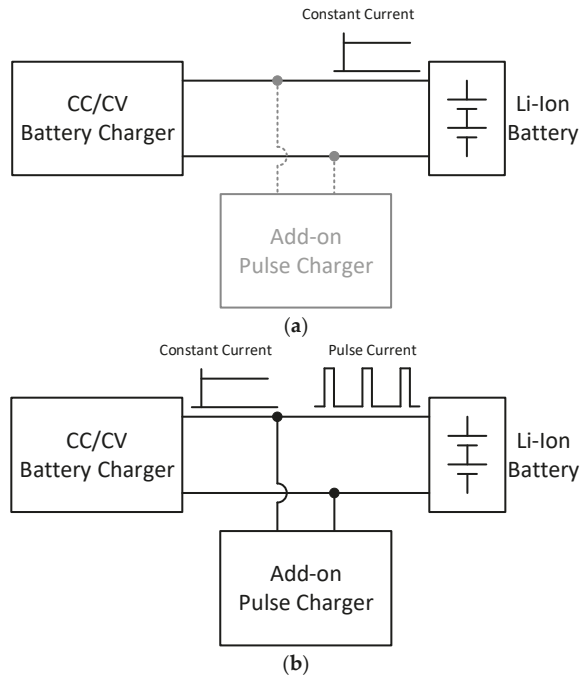 Constant Current
CC/CV
Battery Charger
Li-Ion
Battery
Add-on
Pulse Charger
(a)
Constant Current
Pulse Current
CC/CV
Battery Charger
Li-Ion
Battery
Add-on
Pulse Charger
(b)